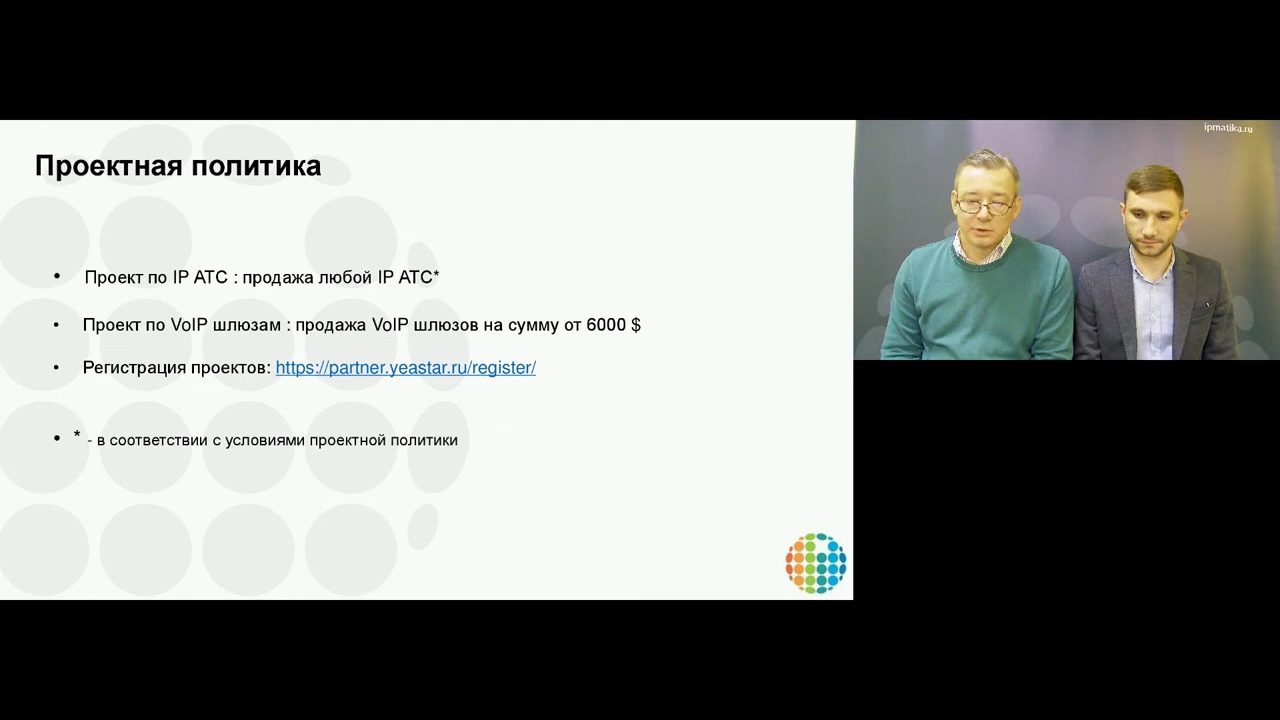 Проектная политика
ipmatika.ru
• Проект по IP АТС : продажа любой IP АТС*
• Проект по VoIP шлюзам : продажа VoIP шлюзов на сумму от 6000 $
• Регистрация проектов: https://partner.yeastar.ru/register/
• * - в соответствии с условиями проектной политики